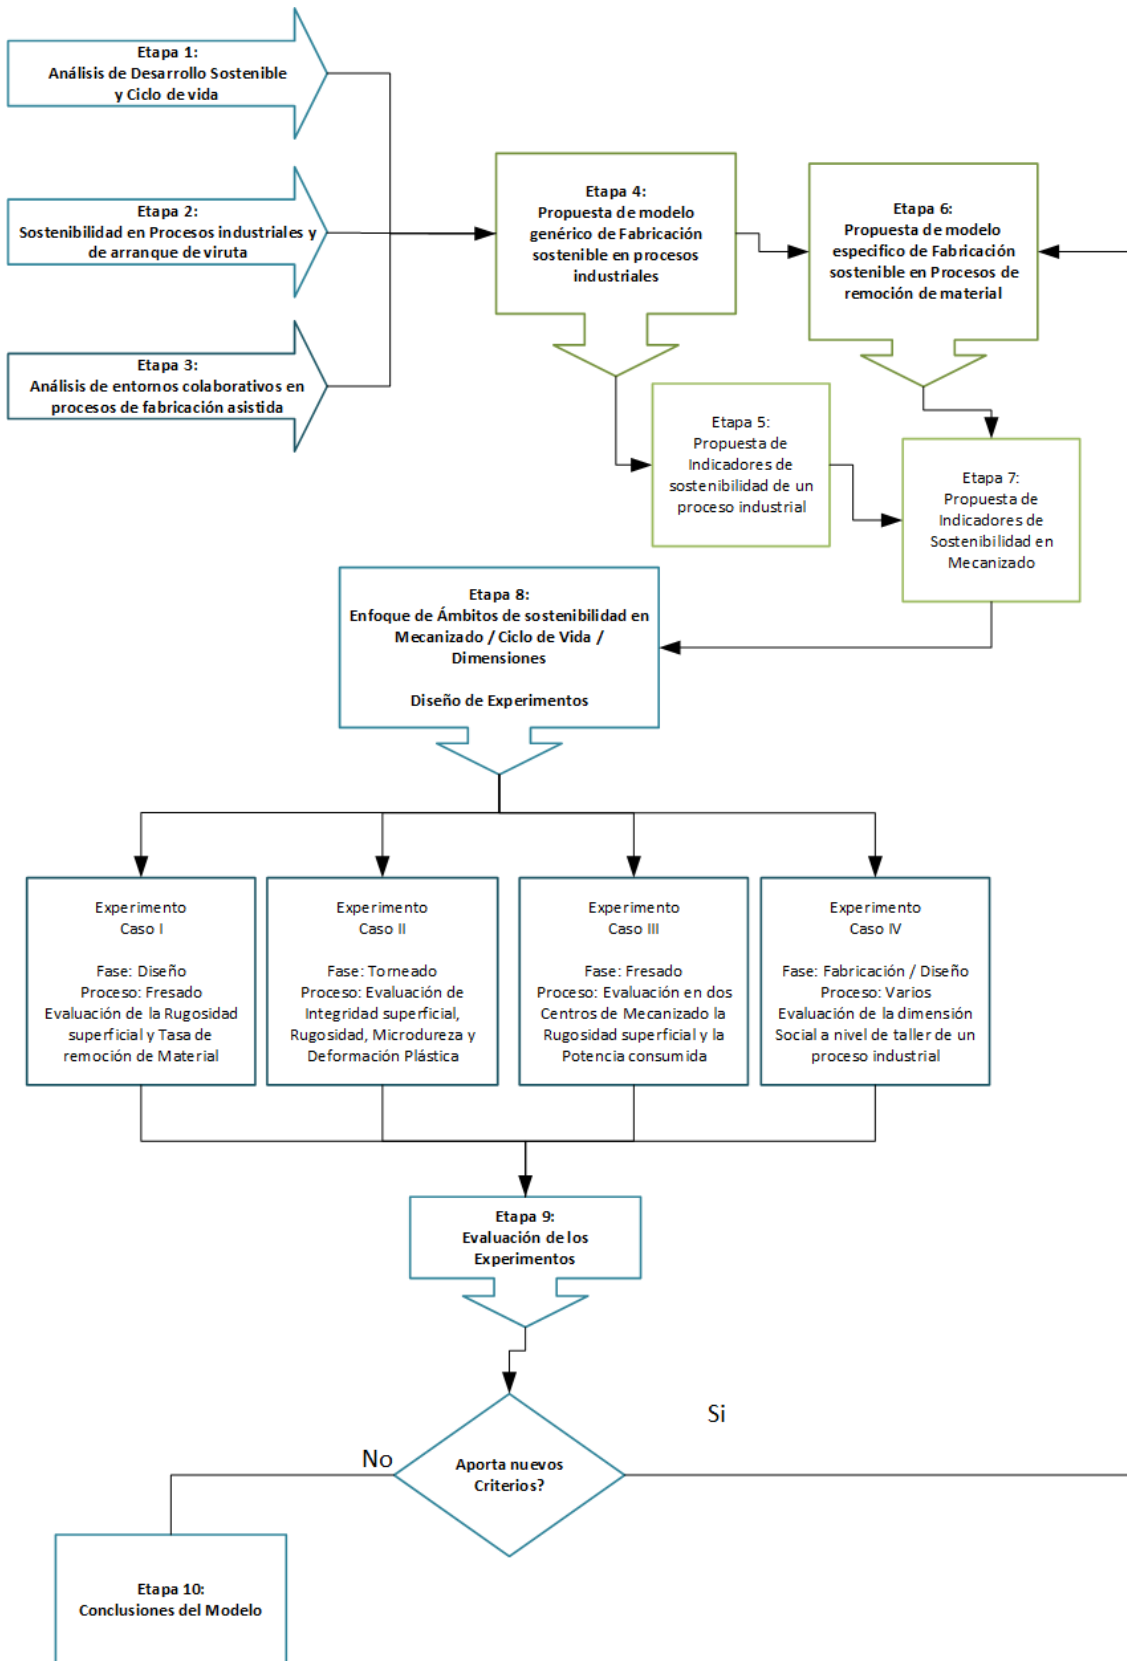 Etapa 1:
Análisis de Desarrollo Sostenible
y Ciclo de vida
Etapa 2:
Sostenibilidad en Procesos industriales y
de arranque de viruta
Etapa 3:
Análisis de entornos colaborativos en
procesos de fabricación asistida
Etapa 4:
Propuesta de modelo
genérico de Fabricación
sostenible en procesos
industriales
Etapa 6:
Propuesta de modelo
especifico de Fabricación
sostenible en Procesos de
remoción de material
Etapa 5:
Propuesta de
Indicadores de
sostenibilidad de un
proceso industrial
Etapa 7:
Propuesta de
Indicadores de
Sostenibilidad en
Mecanizado
Etapa 8:
Enfoque de Ámbitos de sostenibilidad en
Mecanizado / Ciclo de Vida /
Dimensiones
Diseño de Experimentos
Experimento
Caso I
Fase: Diseño
Proceso: Fresado
Evaluación de la Rugosidad
superficial y Tasa de
remoción de Material
Experimento
Caso II
Fase: Torneado
Proceso: Evaluación de
Integridad superficial,
Rugosidad, Microdureza y
Deformación Plástica
Experimento
Caso III
Fase: Fresado
Proceso: Evaluación en dos
Centros de Mecanizado la
Rugosidad superficial y la
Potencia consumida
Experimento
Caso IV
Fase: Fabricación / Diseño
Proceso: Varios
Evaluación de la dimensión
Social a nivel de taller de un
proceso industrial
Etapa 9:
Evaluación de los
Experimentos
Si
No
Aporta nuevos
Criterios?
Etapa 10:
Conclusiones del Modelo